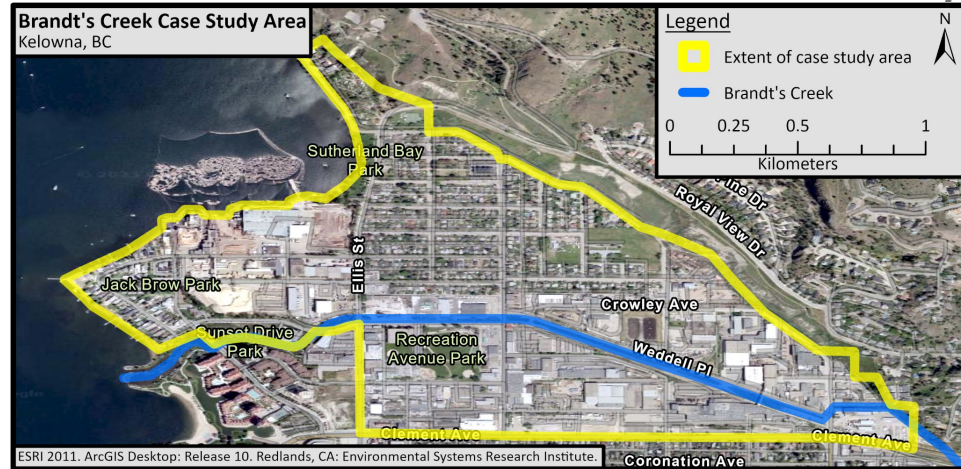 Brandt's Creek Case Study Area
Kelowna, BC
Legend
N
Extent of case study area
Brandt's Creek
0 0.25 0.5 1
Kilometers
Sutherland Bay
Park
Royal View Dr
Ellis St
Jack Brow Park
Crowley Ave
Sunset Drive
Park
Recreation
Avenue Park
Weddell Pl
Clement Ave
Clement Ave
Coronation Ave
ESRI 2011. ArcGIS Desktop: Release 10. Redlands, CA: Environmental Systems Research Institute.